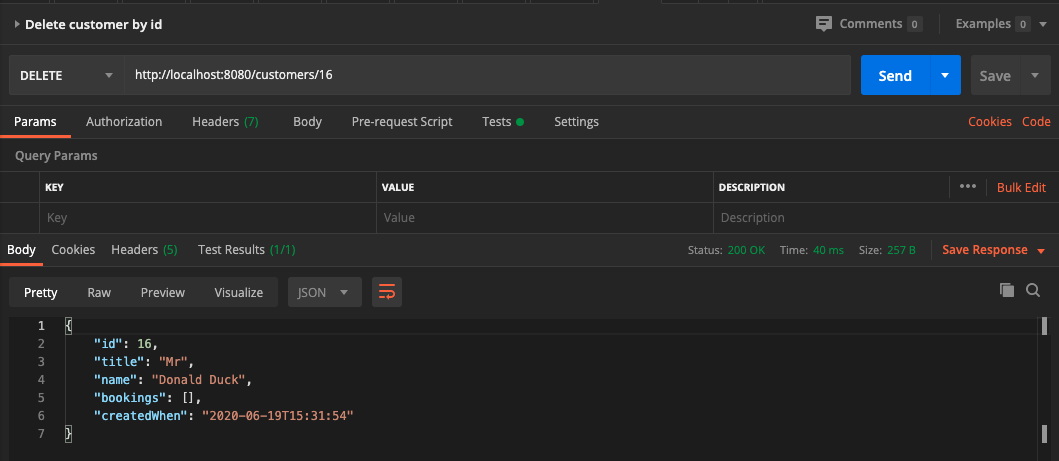 Delete customer by id Comments 0 Examples 0
DELETE http://localhost:8080/customers/16 Send Save
Params Authorization Headers (7) Body Pre-request Script Tests Settings Cookies Code
Query Params
KEY VALUE DESCRIPTION ••• Bulk Edit
Key Value Description
Body Cookies Headers (5) Test Results (1/1) Status: 200 OK Time: 40 ms Size: 257 B Save Response
Pretty Raw Preview Visualize JSON
1 {
2 "id": 16,
3 "title": "Mr",
4 "name": "Donald Duck",
5 "bookings": [],
6 "createdWhen": "2020-06-19T15:31:54"
7 }